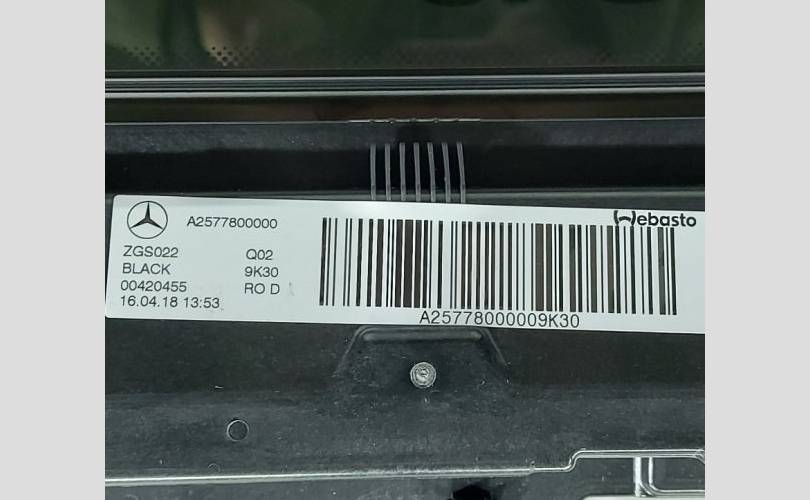 A2577800000
Webasto
ZGS022 Q02
BLACK 9K30
00420455 RO D
16.04.18 13:53
A25778000009K30